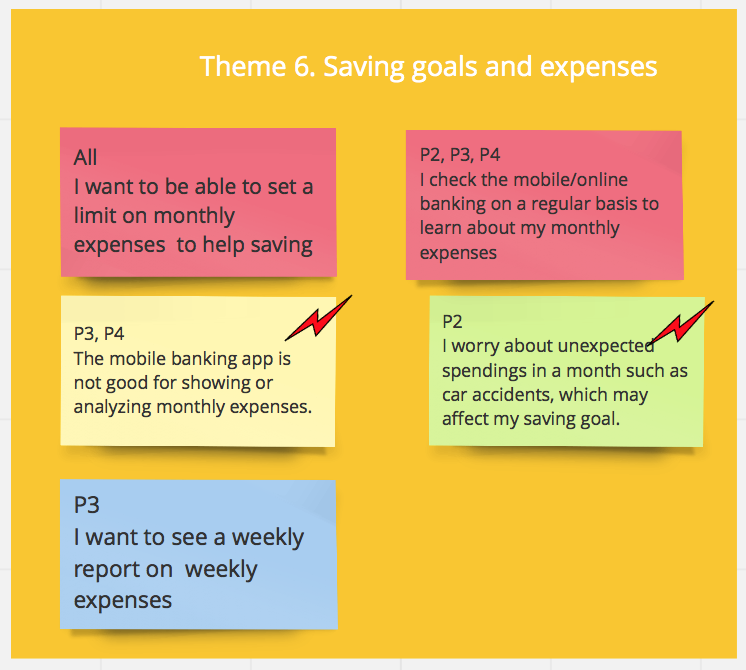 Theme 6. Saving goals and expenses
All
I want to be able to set a
limit on monthly
expenses to help saving
P2, P3, P4
I check the mobile/online
banking on a regular basis to
learn about my monthly
expenses
P3, P4
The mobile banking app is
not good for showing or
analyzing monthly expenses.
P2
I worry about unexpected
spendings in a month such as
car accidents, which may
affect my saving goal.
P3
I want to see a weekly
report on weekly
expenses